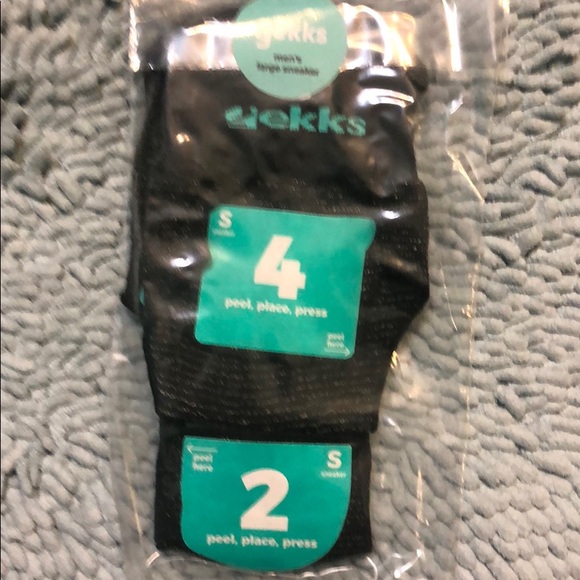 gekks
men's
large sneaker
gekks
S
sneaker
4
peel, place, press
peel
here
peel
here
S
sneaker
2
peel, place, press